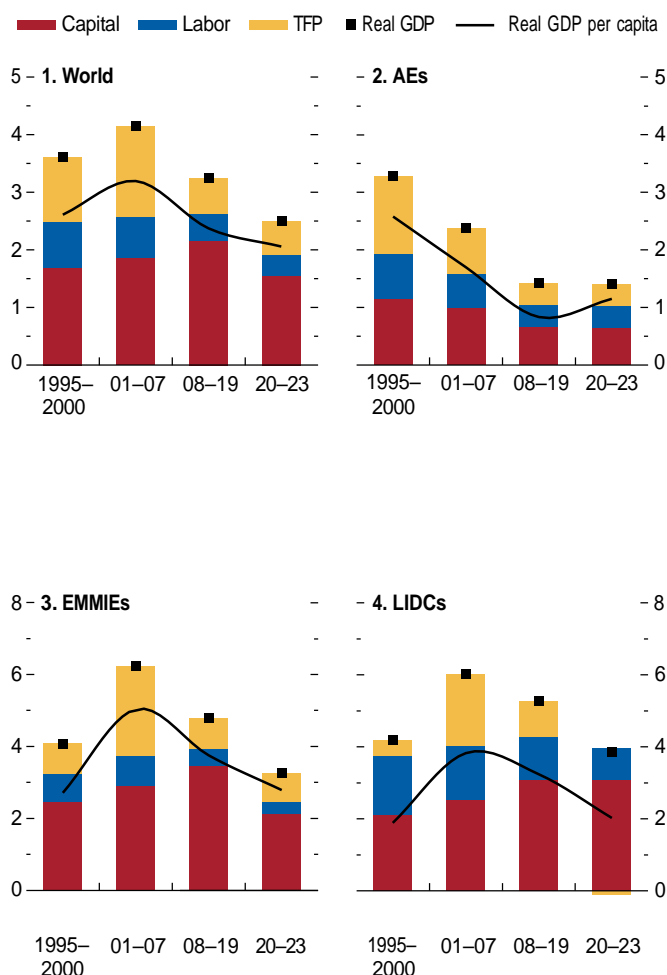 Capital Labor TFP Real GDP Real GDP per capita
1. World
5
4
3
2
1
0
1995–2000 01–07 08–19 20–23
2. AEs
5
4
3
2
1
0
1995–2000 01–07 08–19 20–23
3. EMMIEs
8
6
4
2
0
1995–2000 01–07 08–19 20–23
4. LIDCs
8
6
4
2
0
1995–2000 01–07 08–19 20–23